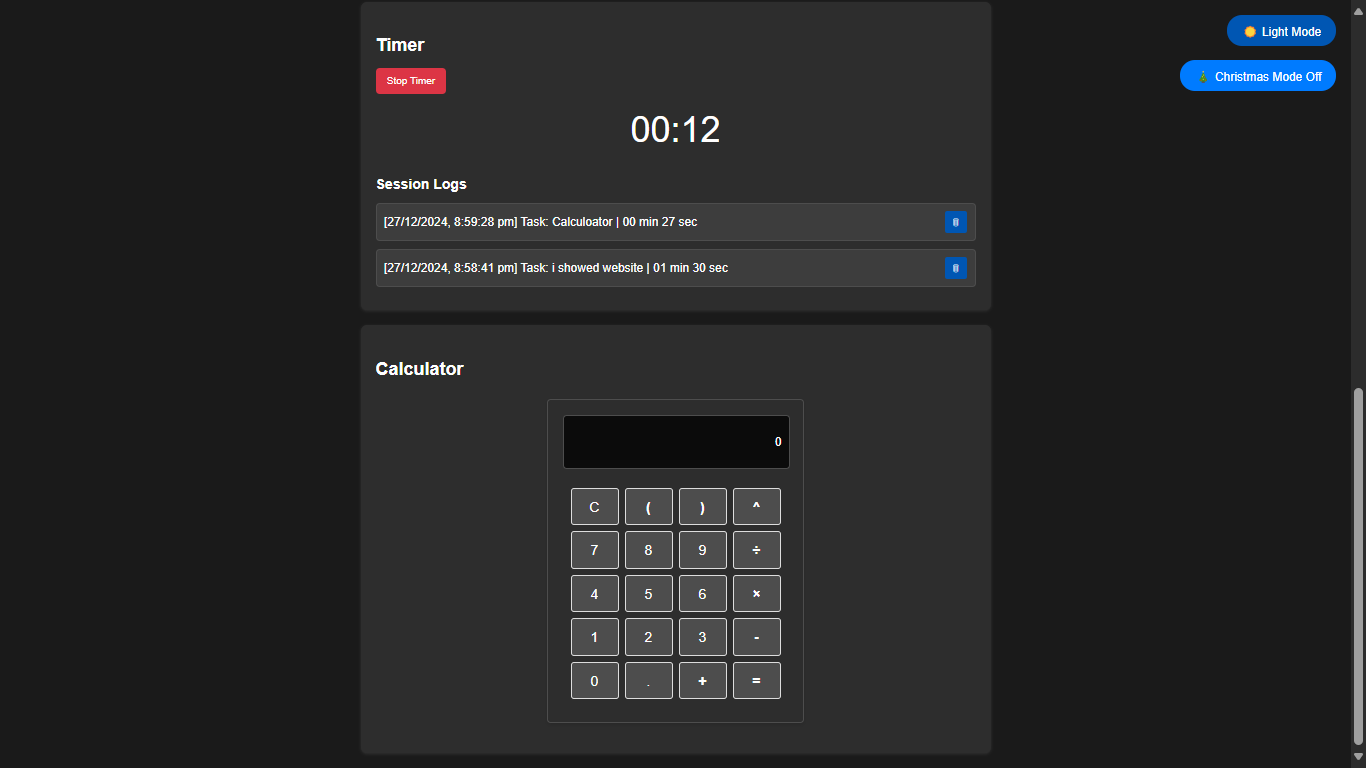 Timer
Light Mode
Stop Timer
Christmas Mode Off
00:12
Session Logs
[27/12/2024, 8:59:28 pm] Task: Calculoator | 00 min 27 sec
[27/12/2024, 8:58:41 pm] Task: i showed website | 01 min 30 sec
Calculator
0
C ( ) ^
7 8 9 ÷
4 5 6 ×
1 2 3 -
0 . + =